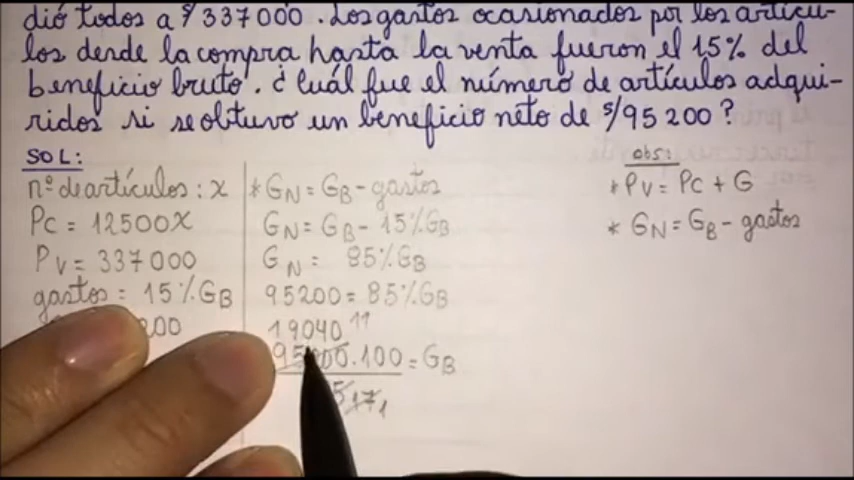 dió todos a S/337000. Los gastos ocasionados por los artícu-
los desde la compra hasta la venta fueron el 15% del
beneficio bruto. ¿Cuál fue el número de artículos adqui-
ridos si se obtuvo un beneficio neto de S/95200?
SOL:
nº de artículos: x
PC = 12500x
PV = 337000
gastos = 15% GB
200
* GN = GB - gastos
GN = GB - 15% GB
GN = 85% GB
95200 = 85% GB
19040
.100 = GB
17 1
obs:
* PV = PC + G
* GN = GB - gastos